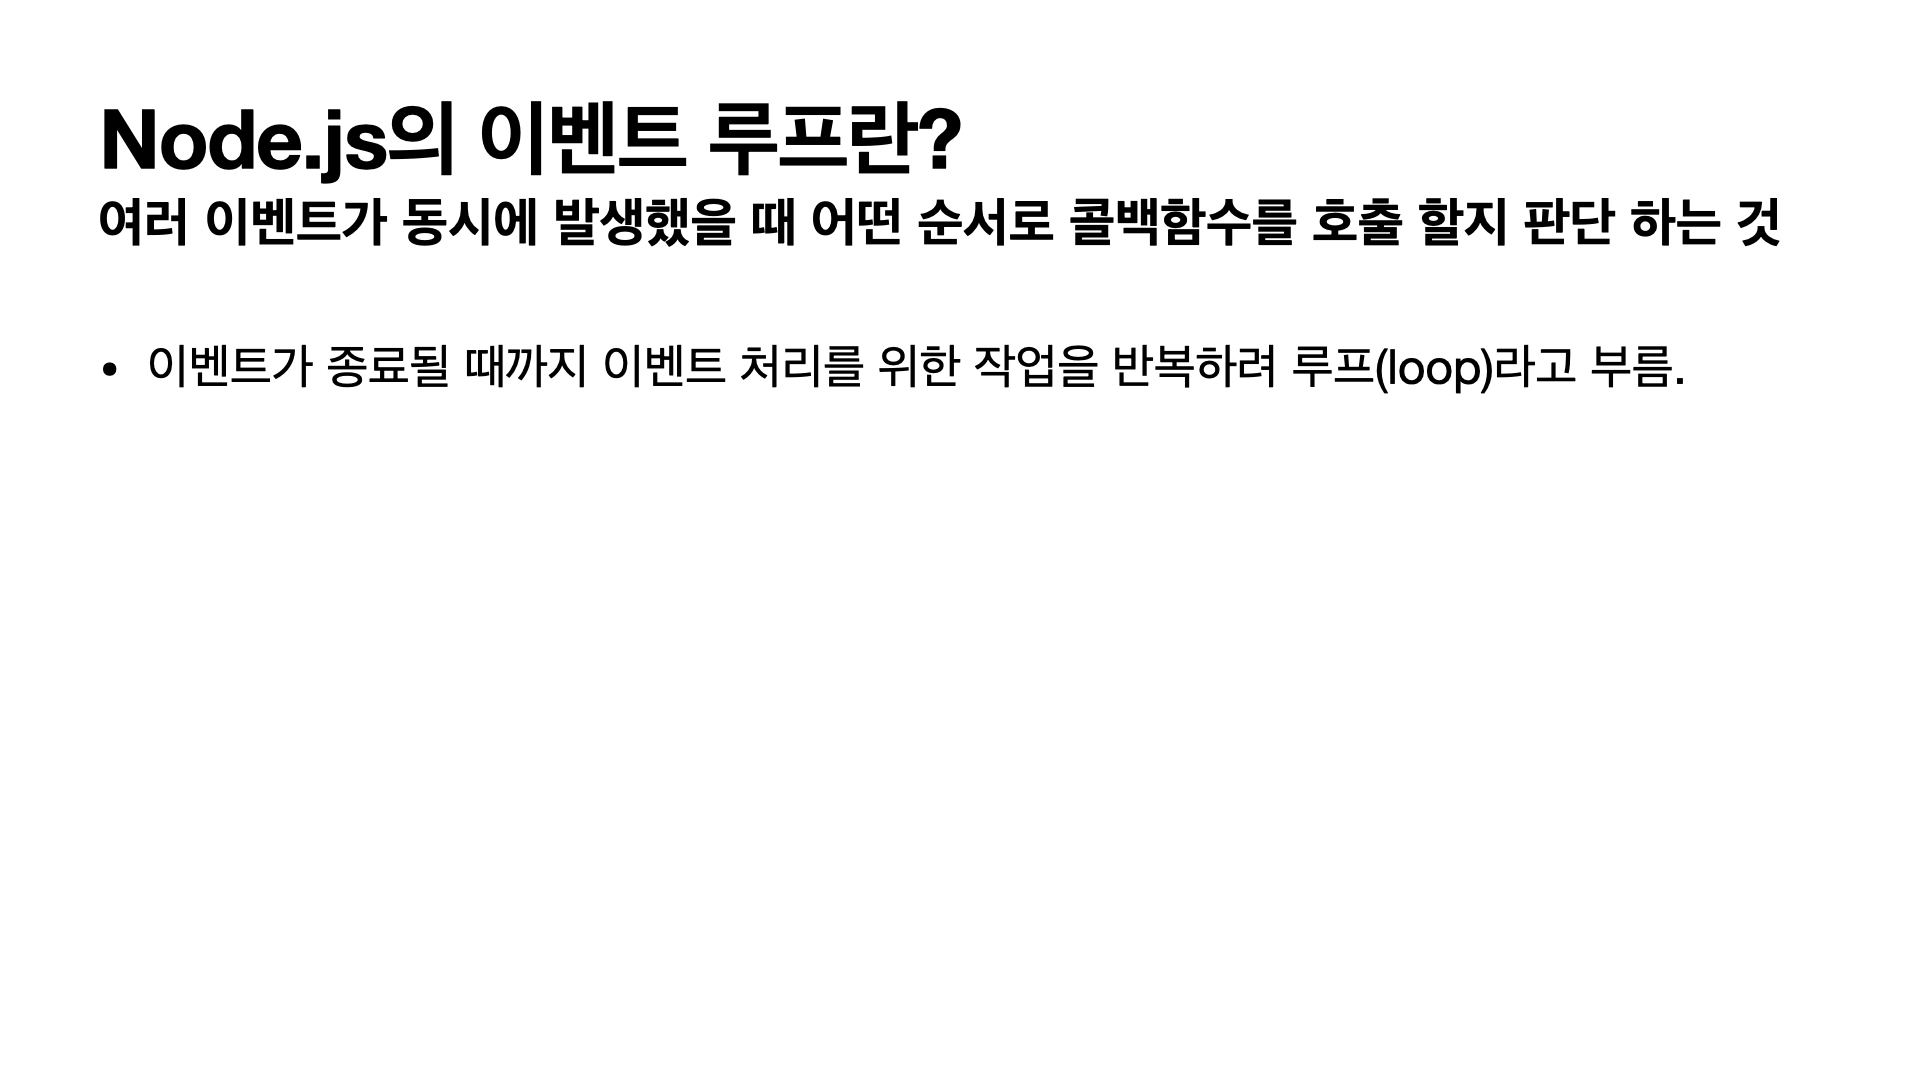 Node.js의 이벤트 루프란?
여러 이벤트가 동시에 발생했을 때 어떤 순서로 콜백함수를 호출 할지 판단 하는 것
• 이벤트가 종료될 때까지 이벤트 처리를 위한 작업을 반복하려 루프(loop)라고 부름.